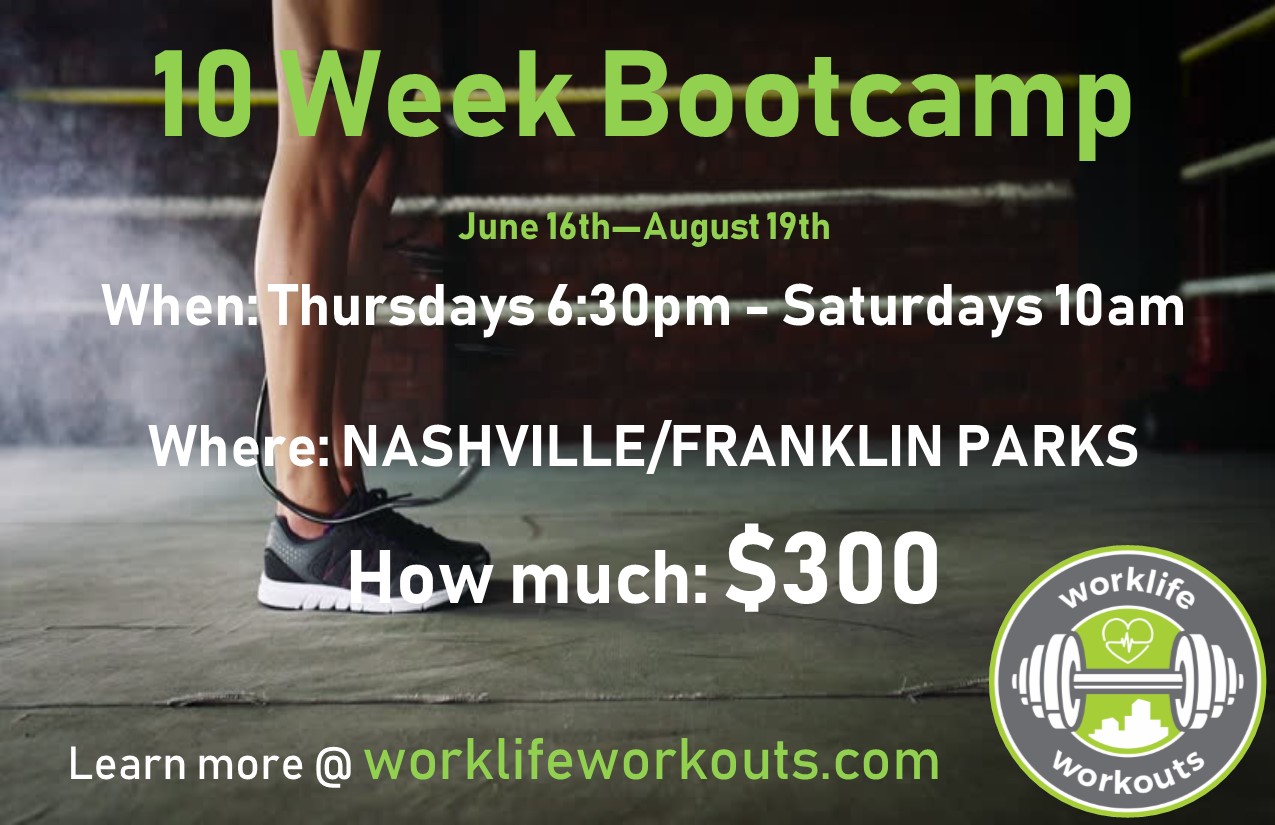 10 Week Bootcamp
June 16th—August 19th
When: Thursdays 6:30pm - Saturdays 10am
Where: NASHVILLE/FRANKLIN PARKS
How much: $300
Learn more @ worklifeworkouts.com
worklife
workouts